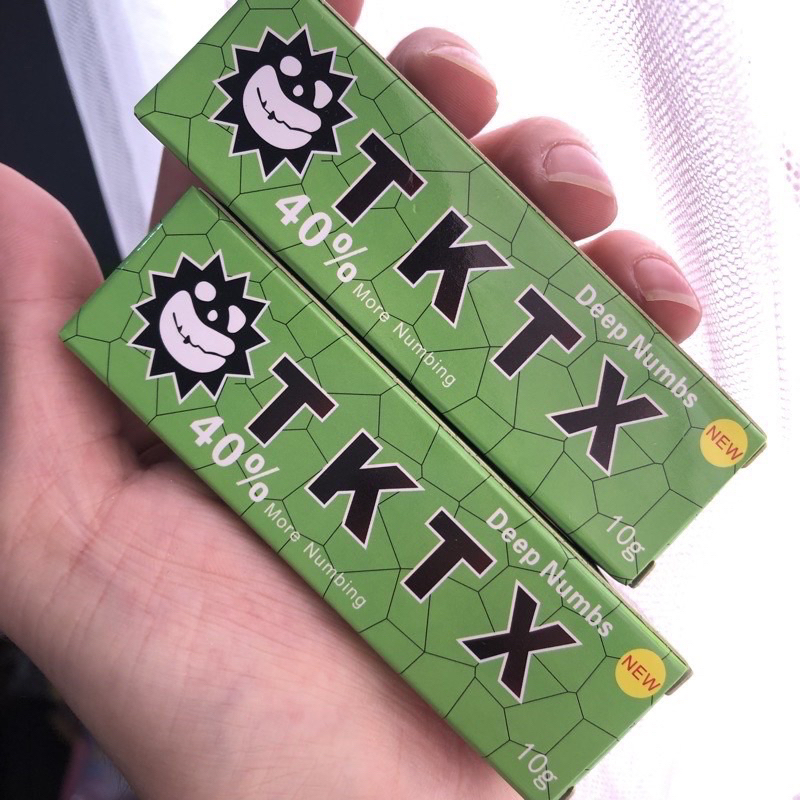 TKTX
40% More Numbing
Deep Numbs
NEW
10g
TKTX
40% More Numbing
Deep Numbs
NEW
10g